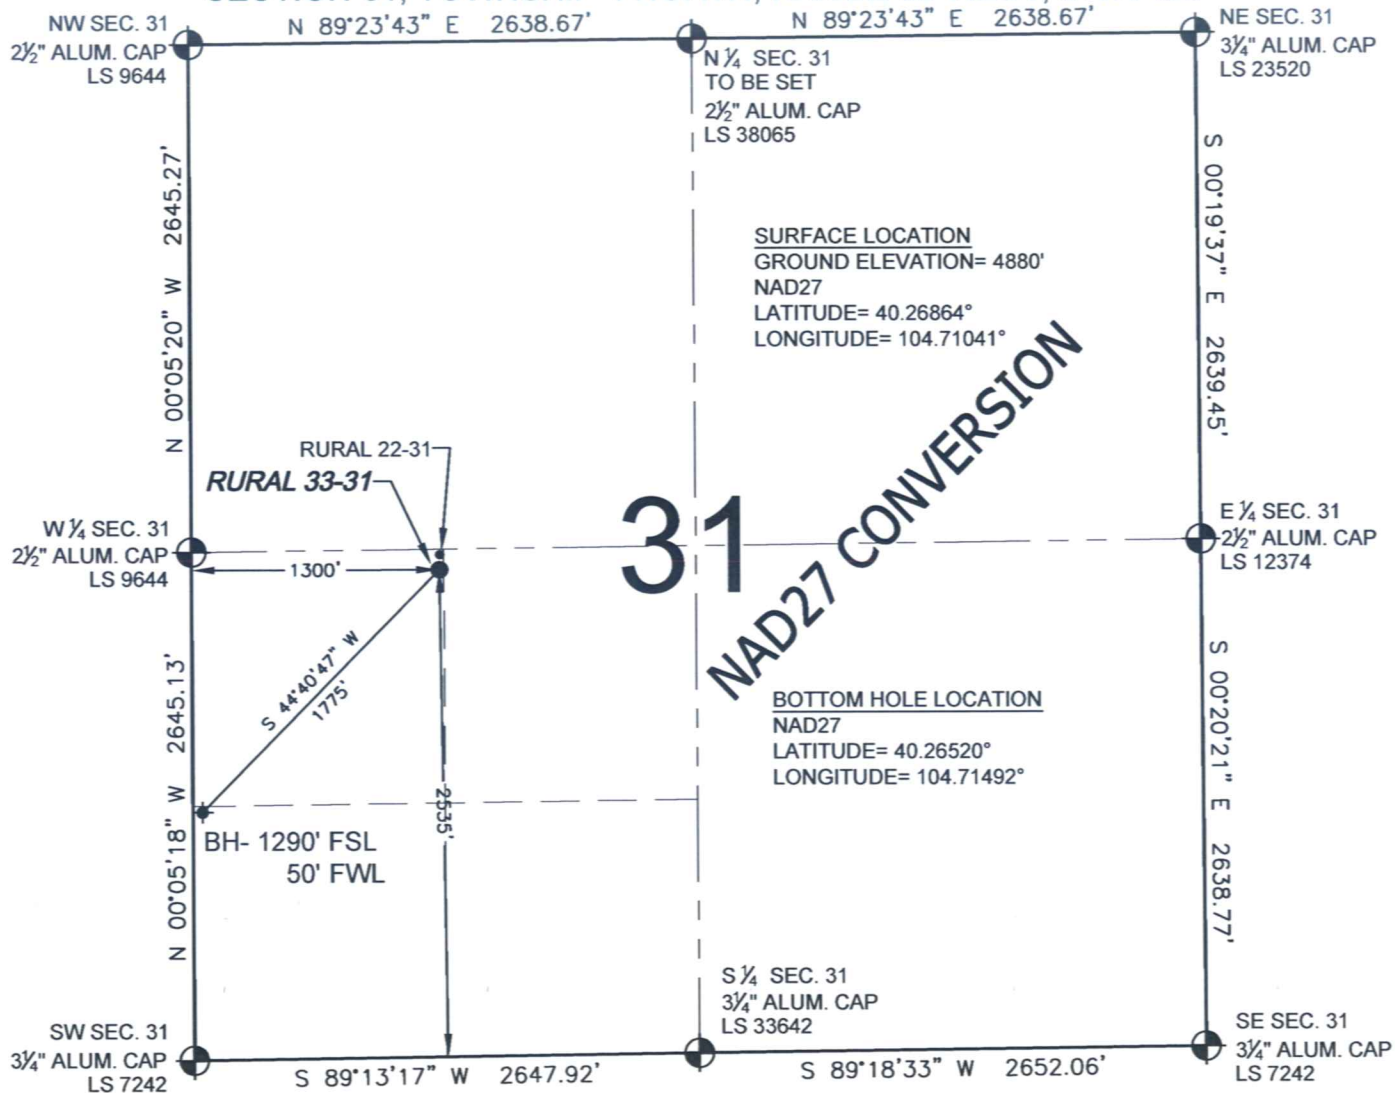 N 89°23'43" E 2638.67'
N 89°23'43" E 2638.67'
NW SEC. 31
2½" ALUM. CAP
LS 9644
N ¼ SEC. 31
TO BE SET
2½" ALUM. CAP
LS 38065
NE SEC. 31
3¼" ALUM. CAP
LS 23520
N 00°05'20" W 2645.27'
S 00°19'37" E 2639.45'
SURFACE LOCATION
GROUND ELEVATION= 4880'
NAD27
LATITUDE= 40.26864°
LONGITUDE= 104.71041°
RURAL 22-31
RURAL 33-31
31
NAD27 CONVERSION
W ¼ SEC. 31
2½" ALUM. CAP
LS 9644
1300'
E ¼ SEC. 31
2½" ALUM. CAP
LS 12374
S 44°40'47" W
1775'
2535'
N 00°05'18" W 2645.13'
S 00°20'21" E 2638.77'
BOTTOM HOLE LOCATION
NAD27
LATITUDE= 40.26520°
LONGITUDE= 104.71492°
BH- 1290' FSL
50' FWL
S ¼ SEC. 31
3¼" ALUM. CAP
LS 33642
SW SEC. 31
3¼" ALUM. CAP
LS 7242
SE SEC. 31
3¼" ALUM. CAP
LS 7242
S 89°13'17" W 2647.92'
S 89°18'33" W 2652.06'